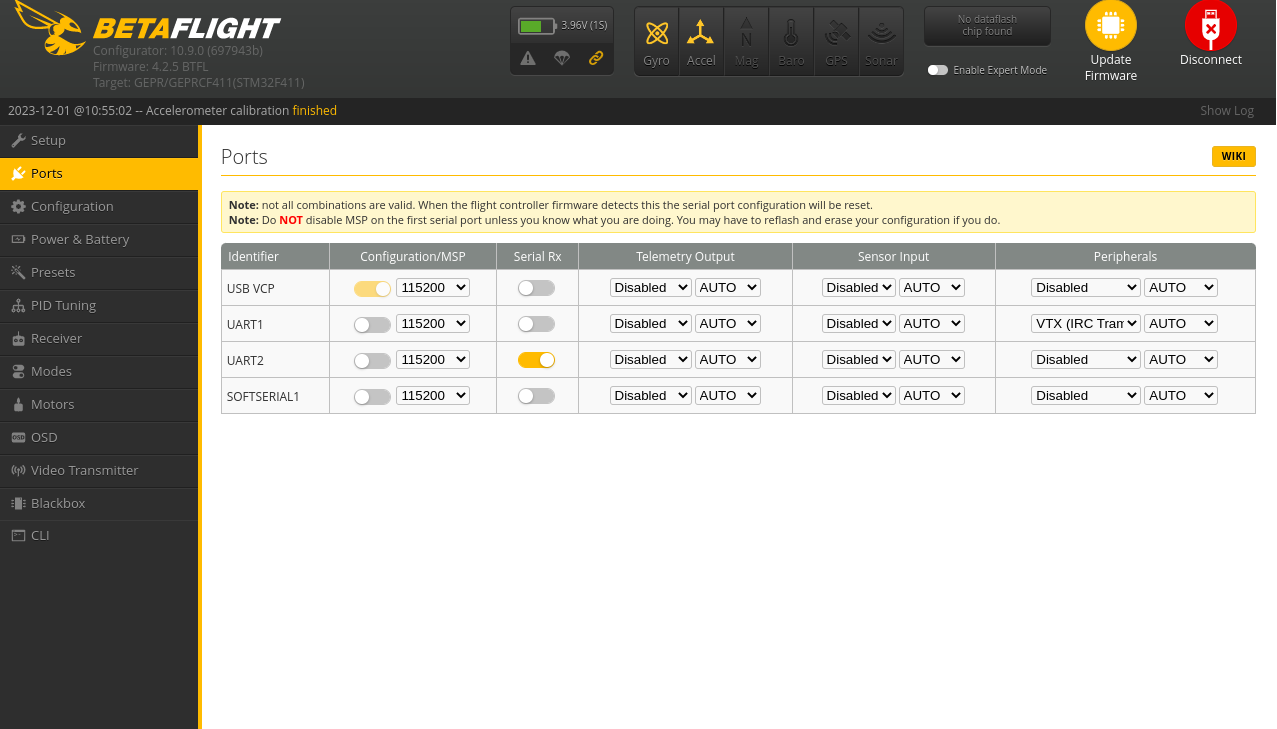 BETAFLIGHT
Configurator: 10.9.0 (697943b)
Firmware: 4.2.5 BTFL
Target: GEPR/GEPRCF411(STM32F411)
3.96V (1S)
Gyro Accel Mag Baro GPS Sonar
No dataflash
chip found
Enable Expert Mode
Update
Firmware
Disconnect
2023-12-01 @10:55:02 -- Accelerometer calibration finished
Show Log
Setup
Ports
Configuration
Power & Battery
Presets
PID Tuning
Receiver
Modes
Motors
OSD
Video Transmitter
Blackbox
CLI
Ports
WIKI
Note: not all combinations are valid. When the flight controller firmware detects this the serial port configuration will be reset.
Note: Do NOT disable MSP on the first serial port unless you know what you are doing. You may have to reflash and erase your configuration if you do.
Identifier Configuration/MSP Serial Rx Telemetry Output Sensor Input Peripherals
USB VCP 115200 Disabled AUTO Disabled AUTO Disabled AUTO
UART1 115200 Disabled AUTO Disabled AUTO VTX (IRC Tram AUTO
UART2 115200 Disabled AUTO Disabled AUTO Disabled AUTO
SOFTSERIAL1 115200 Disabled AUTO Disabled AUTO Disabled AUTO